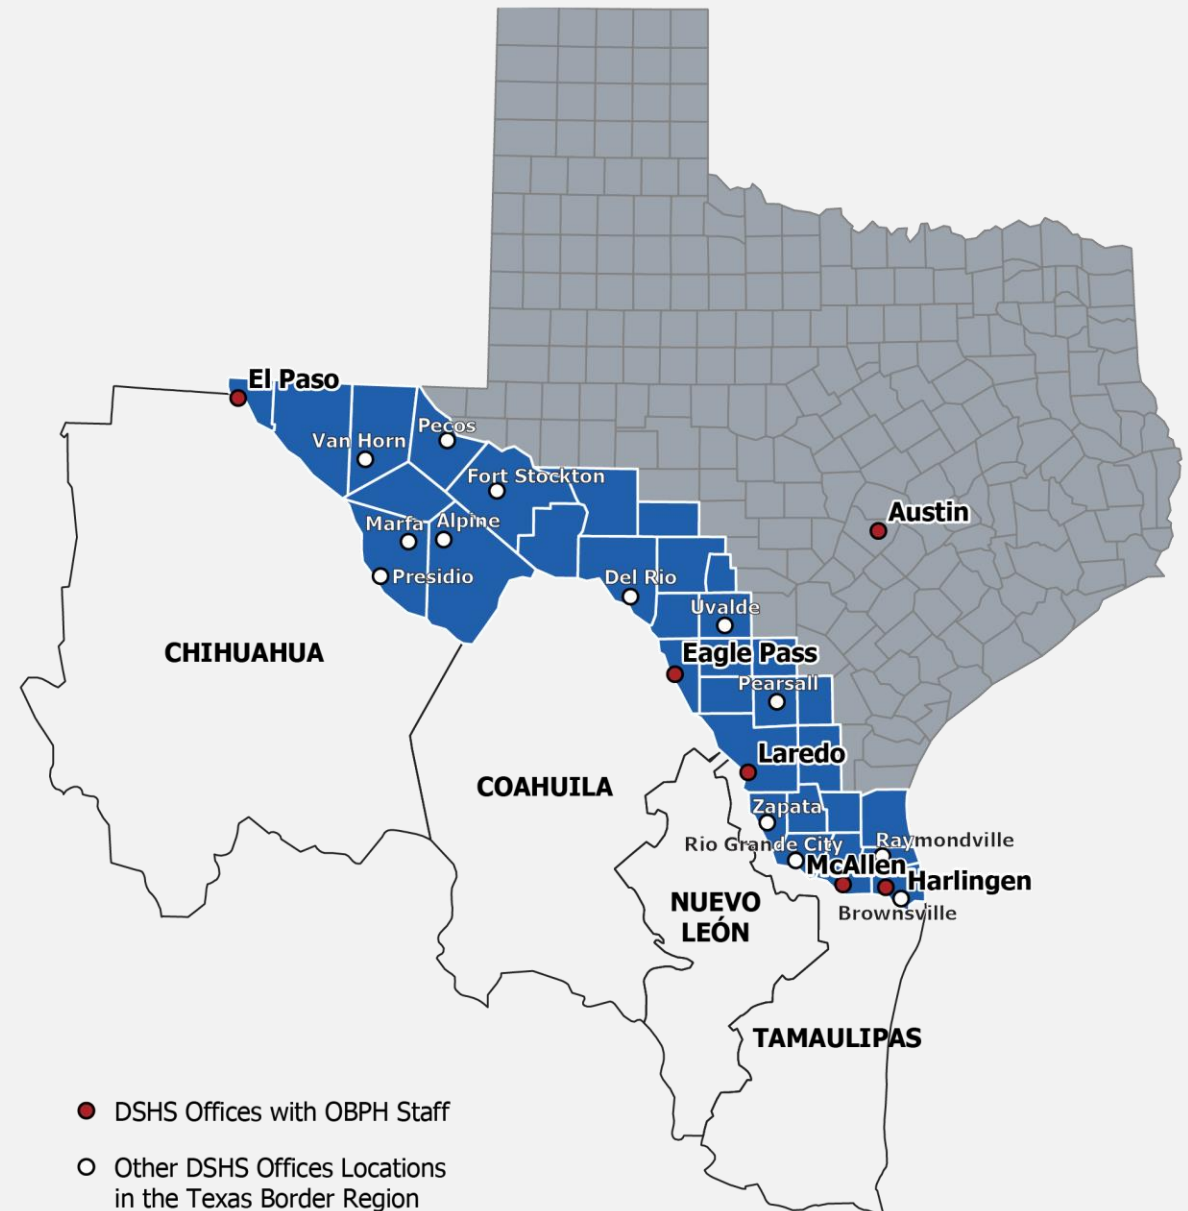 El Paso
Pecos
Van Horn
Fort Stockton
Austin
Marfa
Alpine
Presidio
Del Rio
Uvalde
CHIHUAHUA
Eagle Pass
Pearsall
Laredo
COAHUILA
Zapata
Rio Grande City
Raymondville
McAllen
Harlingen
NUEVO
LEÓN
Brownsville
TAMAULIPAS
DSHS Offices with OBPH Staff
Other DSHS Offices Locations
in the Texas Border Region